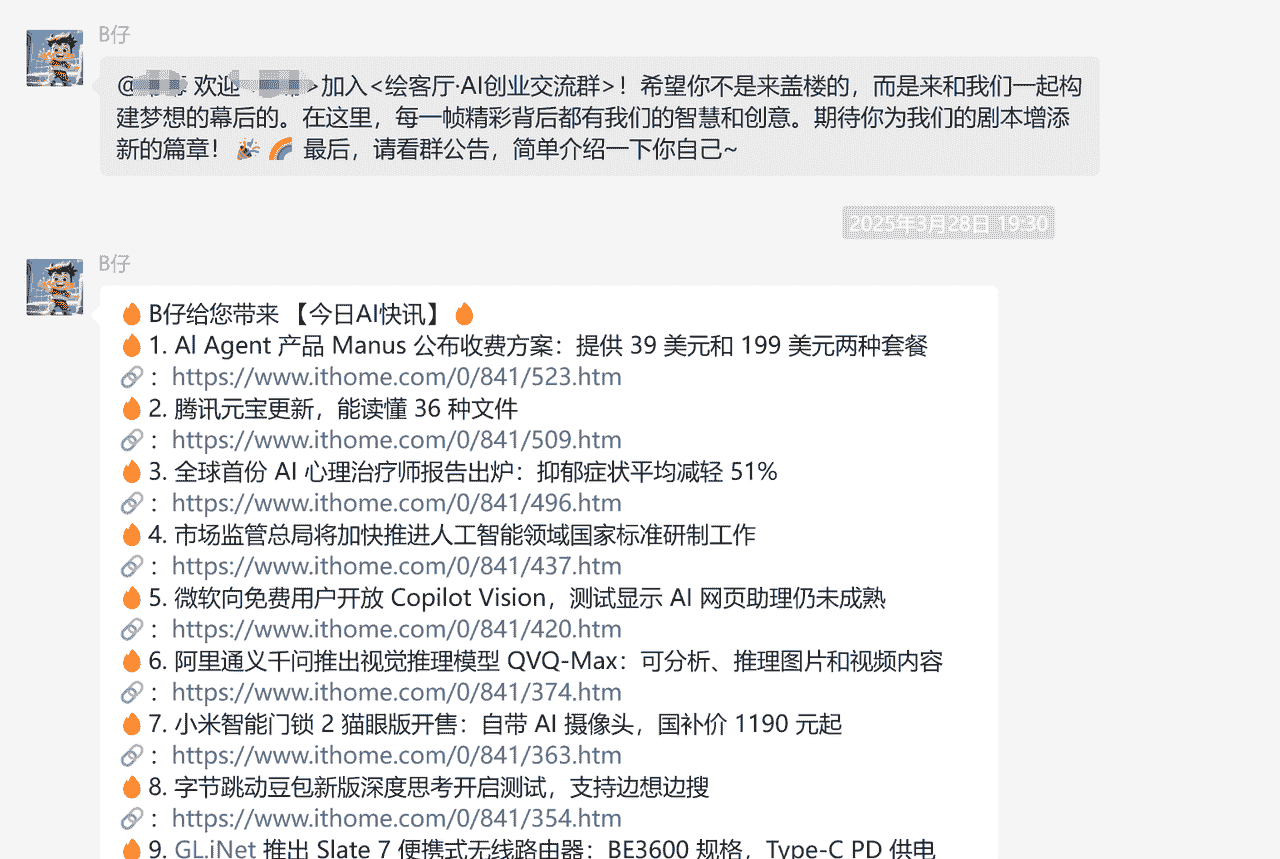 B仔
@ 欢迎 >加入<绘客厅·AI创业交流群>！希望你不是来盖楼的，而是来和我们一起构
建梦想的幕后的。在这里，每一帧精彩背后都有我们的智慧和创意。期待你为我们的剧本增添
新的篇章！🎉🌈 最后，请看群公告，简单介绍一下你自己~
2025年3月28日 19:30
B仔
🔥 B仔给您带来 【今日AI快讯】 🔥
🔥 1. AI Agent 产品 Manus 公布收费方案：提供 39 美元和 199 美元两种套餐
🔗 ：https://www.ithome.com/0/841/523.htm
🔥 2. 腾讯元宝更新，能读懂 36 种文件
🔗 ：https://www.ithome.com/0/841/509.htm
🔥 3. 全球首份 AI 心理治疗师报告出炉：抑郁症状平均减轻 51%
🔗 ：https://www.ithome.com/0/841/496.htm
🔥 4. 市场监管总局将加快推进人工智能领域国家标准研制工作
🔗 ：https://www.ithome.com/0/841/437.htm
🔥 5. 微软向免费用户开放 Copilot Vision，测试显示 AI 网页助理仍未成熟
🔗 ：https://www.ithome.com/0/841/420.htm
🔥 6. 阿里通义千问推出视觉推理模型 QVQ-Max：可分析、推理图片和视频内容
🔗 ：https://www.ithome.com/0/841/374.htm
🔥 7. 小米智能门锁 2 猫眼版开售：自带 AI 摄像头，国补价 1190 元起
🔗 ：https://www.ithome.com/0/841/363.htm
🔥 8. 字节跳动豆包新版深度思考开启测试，支持边想边搜
🔗 ：https://www.ithome.com/0/841/354.htm
🔥 9. GL.iNet 推出 Slate 7 便携式无线路由器：BE3600 规格，Type-C PD 供电